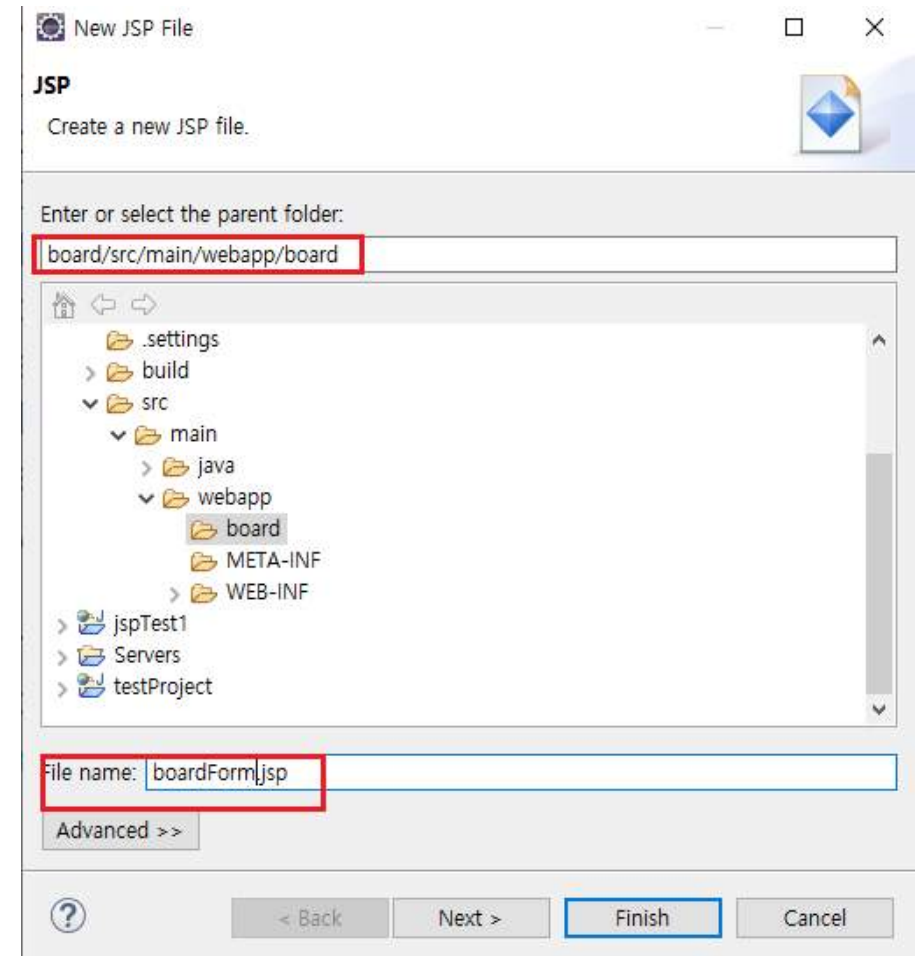 New JSP File
JSP
Create a new JSP file.
Enter or select the parent folder:
board/src/main/webapp/board
.settings
build
src
main
java
webapp
board
META-INF
WEB-INF
jspTest1
Servers
testProject
File name: boardForm.jsp
Advanced >>
< Back Next > Finish Cancel